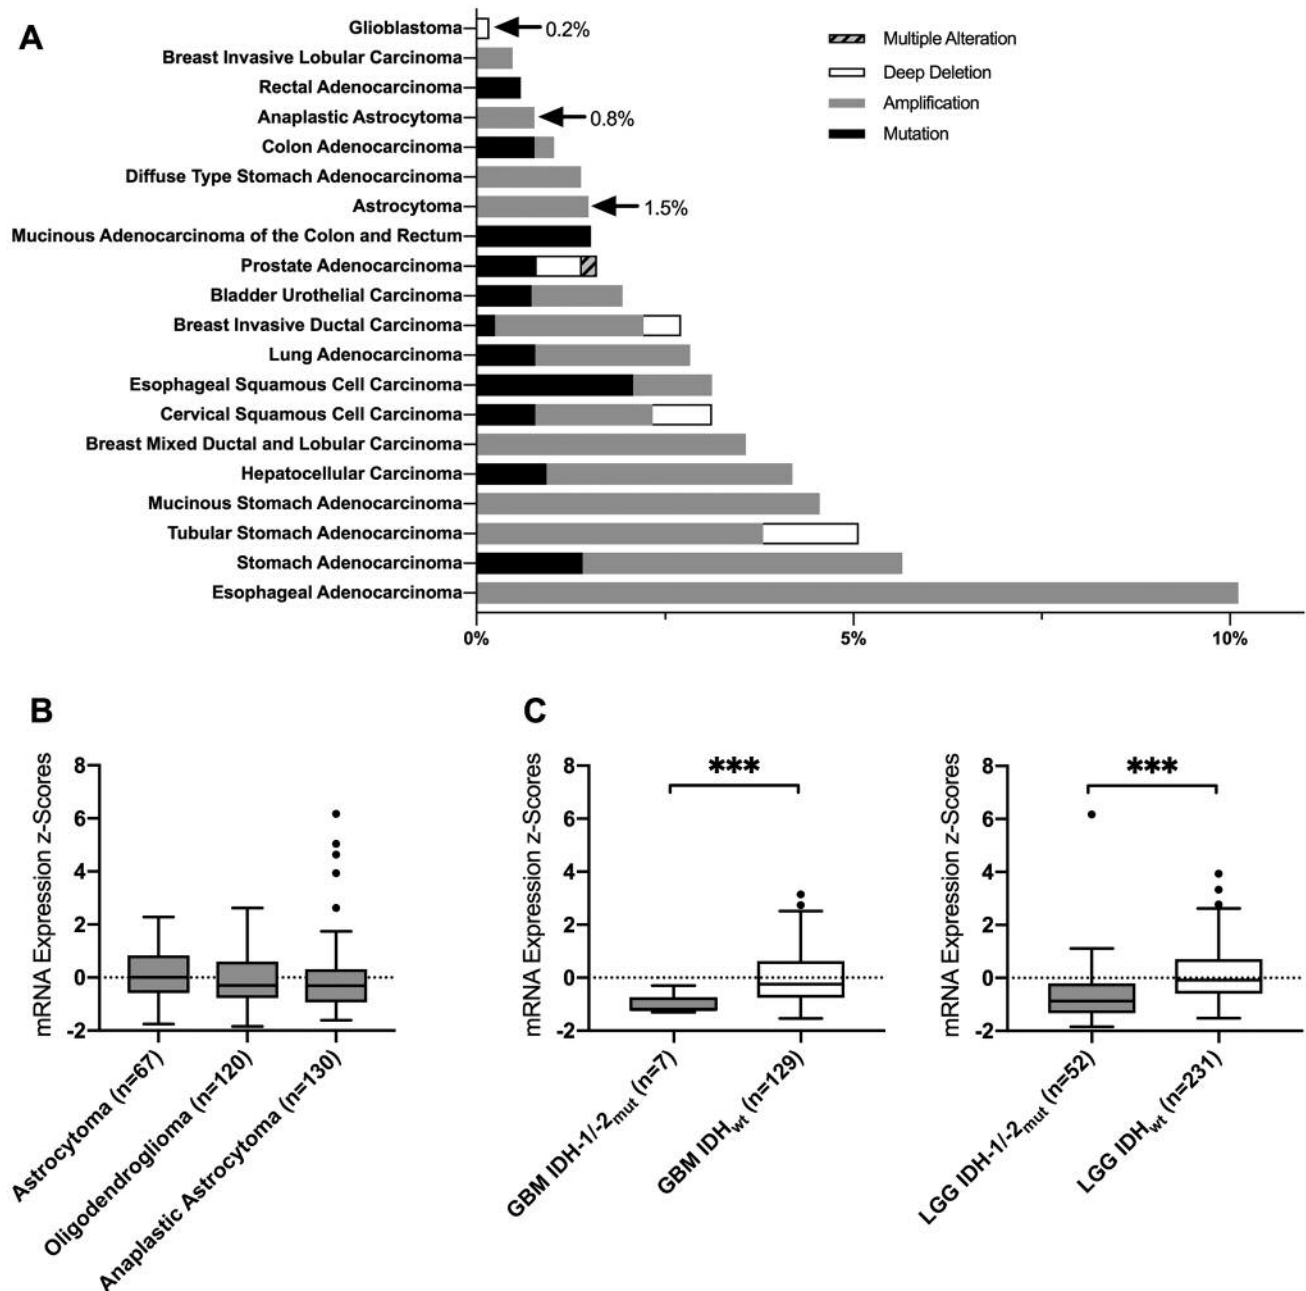 A
Glioblastoma
0.2%
Breast Invasive Lobular Carcinoma
Rectal Adenocarcinoma
Anaplastic Astrocytoma
0.8%
Colon Adenocarcinoma
Diffuse Type Stomach Adenocarcinoma
Astrocytoma
1.5%
Mucinous Adenocarcinoma of the Colon and Rectum
Prostate Adenocarcinoma
Bladder Urothelial Carcinoma
Breast Invasive Ductal Carcinoma
Lung Adenocarcinoma
Esophageal Squamous Cell Carcinoma
Cervical Squamous Cell Carcinoma
Breast Mixed Ductal and Lobular Carcinoma
Hepatocellular Carcinoma
Mucinous Stomach Adenocarcinoma
Tubular Stomach Adenocarcinoma
Stomach Adenocarcinoma
Esophageal Adenocarcinoma
0% 5% 10%
Multiple Alteration
Deep Deletion
Amplification
Mutation
B
mRNA Expression z-Scores
8
6
4
2
0
-2
Astrocytoma (n=67)
Oligodendroglioma (n=120)
Anaplastic Astrocytoma (n=130)
C
mRNA Expression z-Scores
8
6
4
2
0
-2
***
GBM IDH-1/-2mut (n=7)
GBM IDHwt (n=129)
mRNA Expression z-Scores
8
6
4
2
0
-2
***
LGG IDH-1/-2mut (n=52)
LGG IDHwt (n=231)